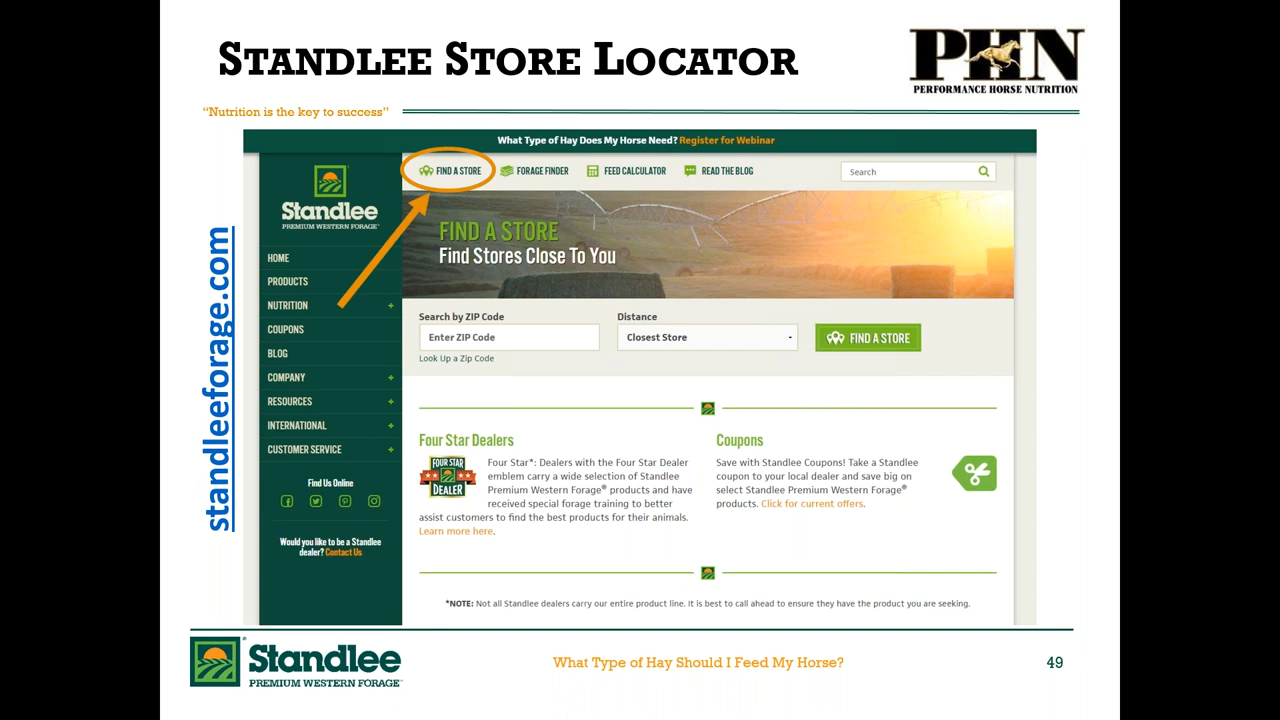 STANDLEE STORE LOCATOR
PHN
PERFORMANCE HORSE NUTRITION
“Nutrition is the key to success”
standleeforage.com
What Type of Hay Does My Horse Need? Register for Webinar
Standlee
PREMIUM WESTERN FORAGE®
HOME
PRODUCTS
NUTRITION +
COUPONS
BLOG
COMPANY +
RESOURCES +
INTERNATIONAL +
CUSTOMER SERVICE +
Find Us Online
Would you like to be a Standlee
dealer? Contact Us
FIND A STORE
FORAGE FINDER
FEED CALCULATOR
READ THE BLOG
Search
FIND A STORE
Find Stores Close To You
Search by ZIP Code
Enter ZIP Code
Look Up a Zip Code
Distance
Closest Store
FIND A STORE
Four Star Dealers
FOUR STAR
DEALER
Four Star*: Dealers with the Four Star Dealer
emblem carry a wide selection of Standlee
Premium Western Forage® products and have
received special forage training to better
assist customers to find the best products for their animals.
Learn more here.
Coupons
Save with Standlee Coupons! Take a Standlee
coupon to your local dealer and save big on
select Standlee Premium Western Forage®
products. Click for current offers.
*NOTE: Not all Standlee dealers carry our entire product line. It is best to call ahead to ensure they have the product you are seeking.
Standlee®
PREMIUM WESTERN FORAGE™
What Type of Hay Should I Feed My Horse?
49